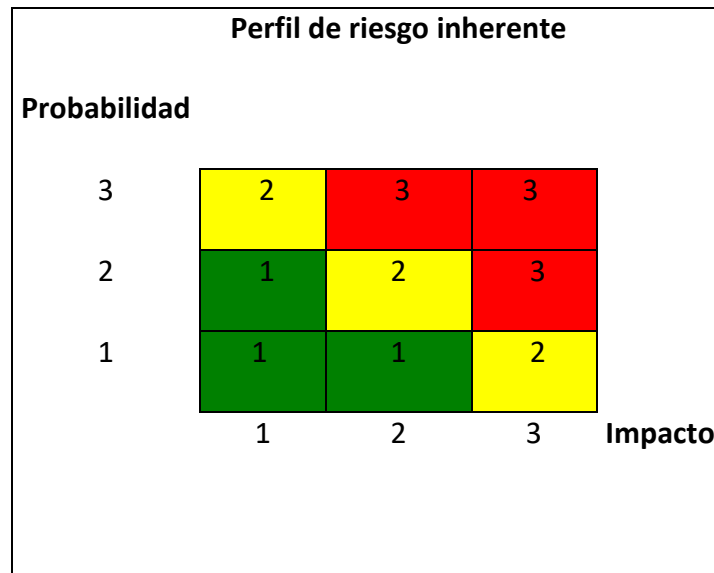 Perfil de riesgo inherente
Probabilidad
3 2 3 3
2 1 2 3
1 1 1 2
1 2 3 Impacto